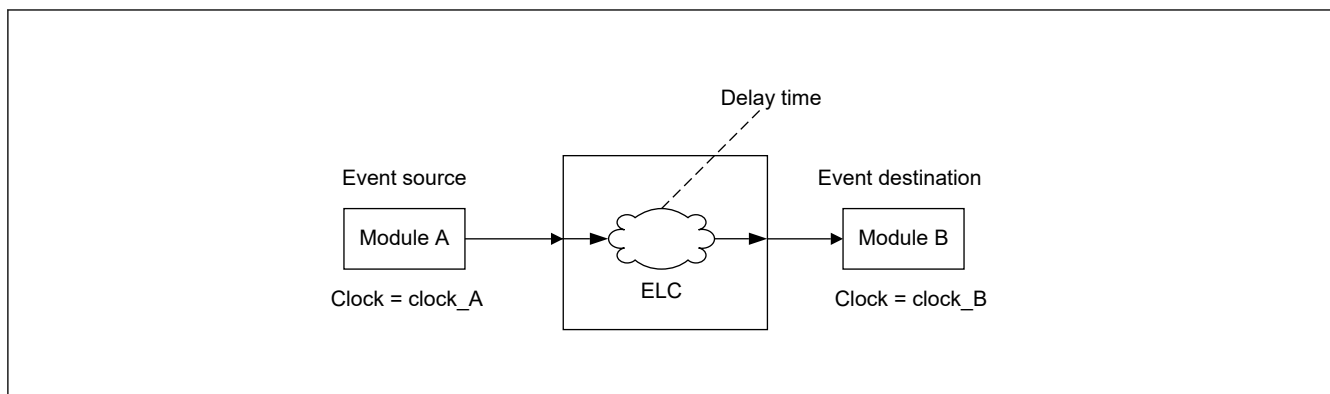 Delay time
Event source
Event destination
Module A
Module B
ELC
Clock = clock_A
Clock = clock_B